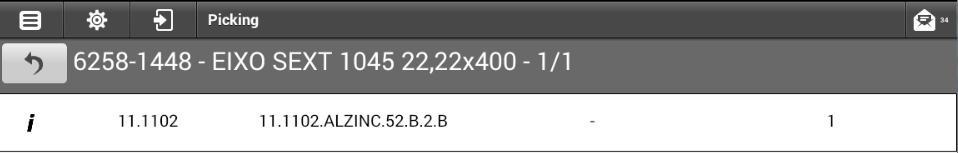 Picking 34
6258-1448 - EIXO SEXT 1045 22,22x400 - 1/1
i 11.1102 11.1102.ALZINC.52.B.2.B - 1